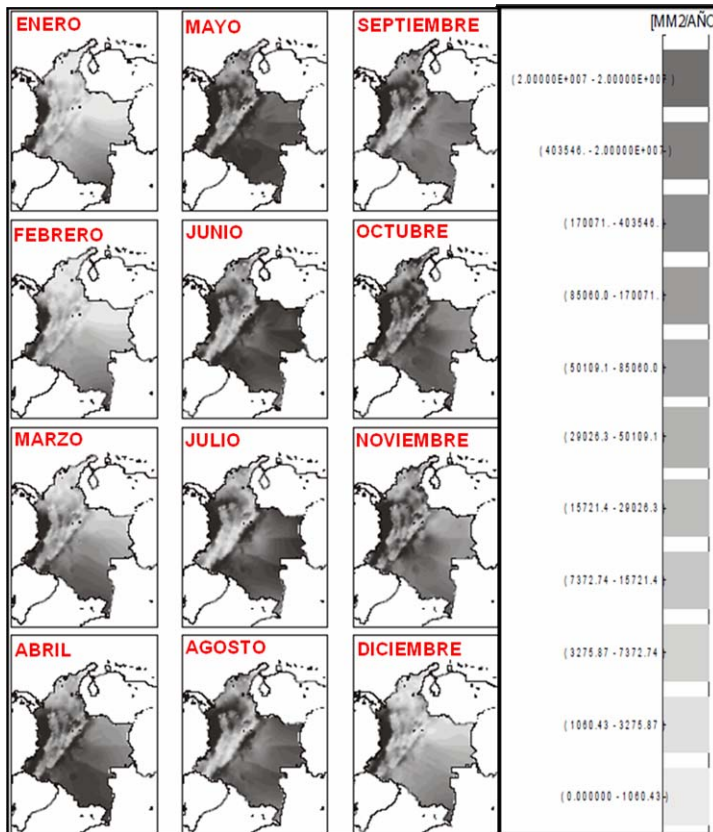 ENERO
MAYO
SEPTIEMBRE
FEBRERO
JUNIO
OCTUBRE
MARZO
JULIO
NOVIEMBRE
ABRIL
AGOSTO
DICIEMBRE
[MM2/AÑO
(2.00000E+007 - 2.00000E+007)
(403546. - 2.00000E+007)
(170071. - 403546.
(85060.0 - 170071.
(50109.1 - 85060.0
(29026.3 - 50109.1
(15721.4 - 29026.3
(7372.74 - 15721.4
(3275.87 - 7372.74
(1060.43 - 3275.87
(0.000000 - 1060.43)